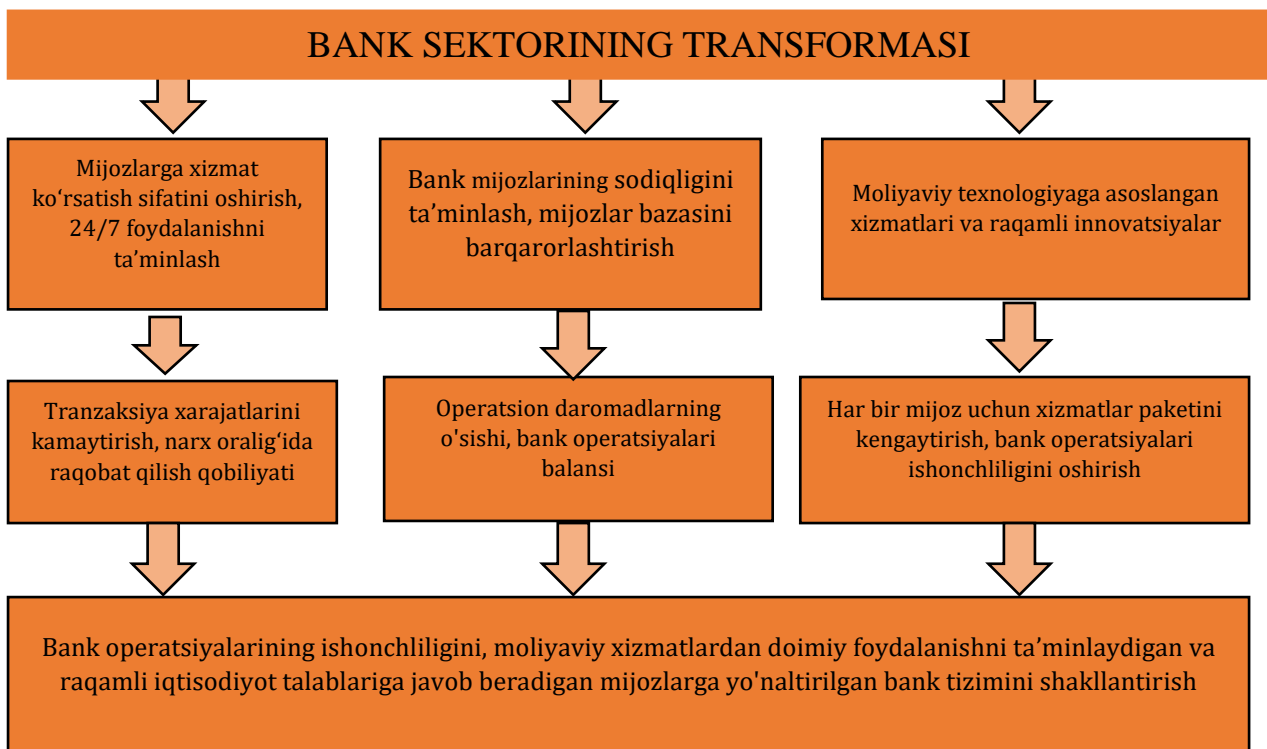 BANK SEKTORINING TRANSFORMASI
Mijozlarga xizmat
ko‘rsatish sifatini oshirish,
24/7 foydalanishni
ta’minlash
Bank mijozlarining sodiqligini
ta’minlash, mijozlar bazasini
barqarorlashtirish
Moliyaviy texnologiyaga asoslangan
xizmatlari va raqamli innovatsiyalar
Tranzaksiya xarajatlarini
kamaytirish, narx oralig‘ida
raqobat qilish qobiliyati
Operatsion daromadlarning
o'sishi, bank operatsiyalari
balansi
Har bir mijoz uchun xizmatlar paketini
kengaytirish, bank operatsiyalari
ishonchliligini oshirish
Bank operatsiyalarining ishonchliligini, moliyaviy xizmatlardan doimiy foydalanishni ta’minlaydigan va
raqamli iqtisodiyot talablariga javob beradigan mijozlarga yo'naltirilgan bank tizimini shakllantirish